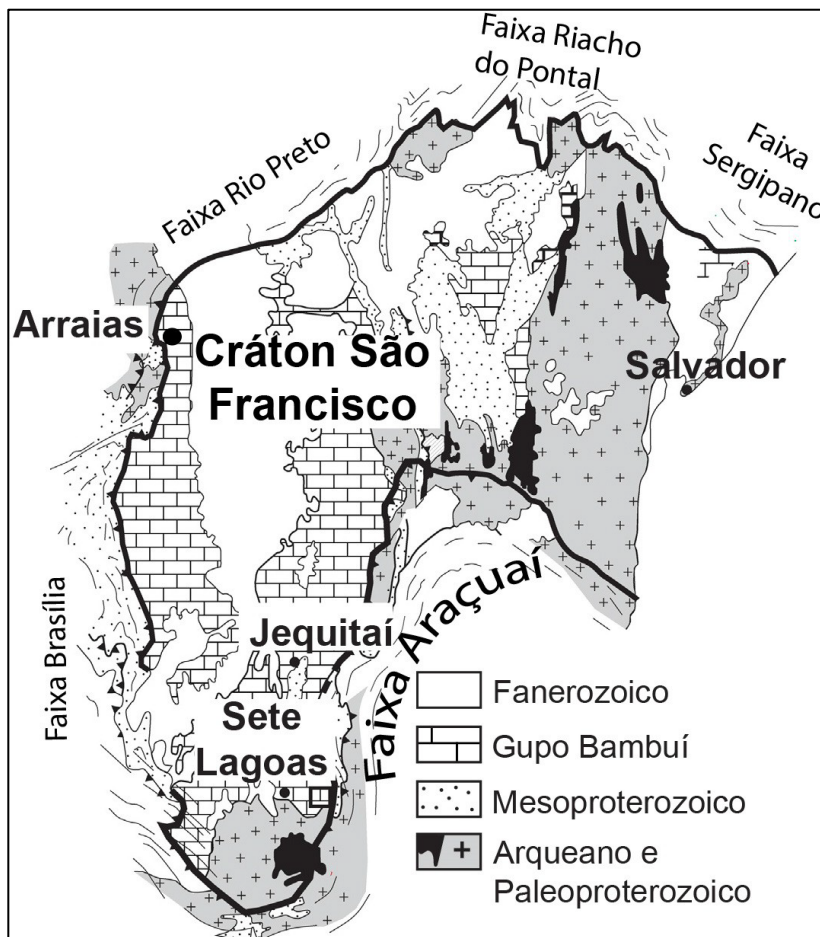 Faixa Riacho
do Pontal
Faixa
Sergipano
Faixa Rio Preto
Arraias
Cráton São
Francisco
Salvador
Faixa Brasília
Faixa Araçuaí
Jequitaí
Sete
Lagoas
Fanerozoico
Gupo Bambuí
Mesoproterozoico
Arqueano e
Paleoproterozoico